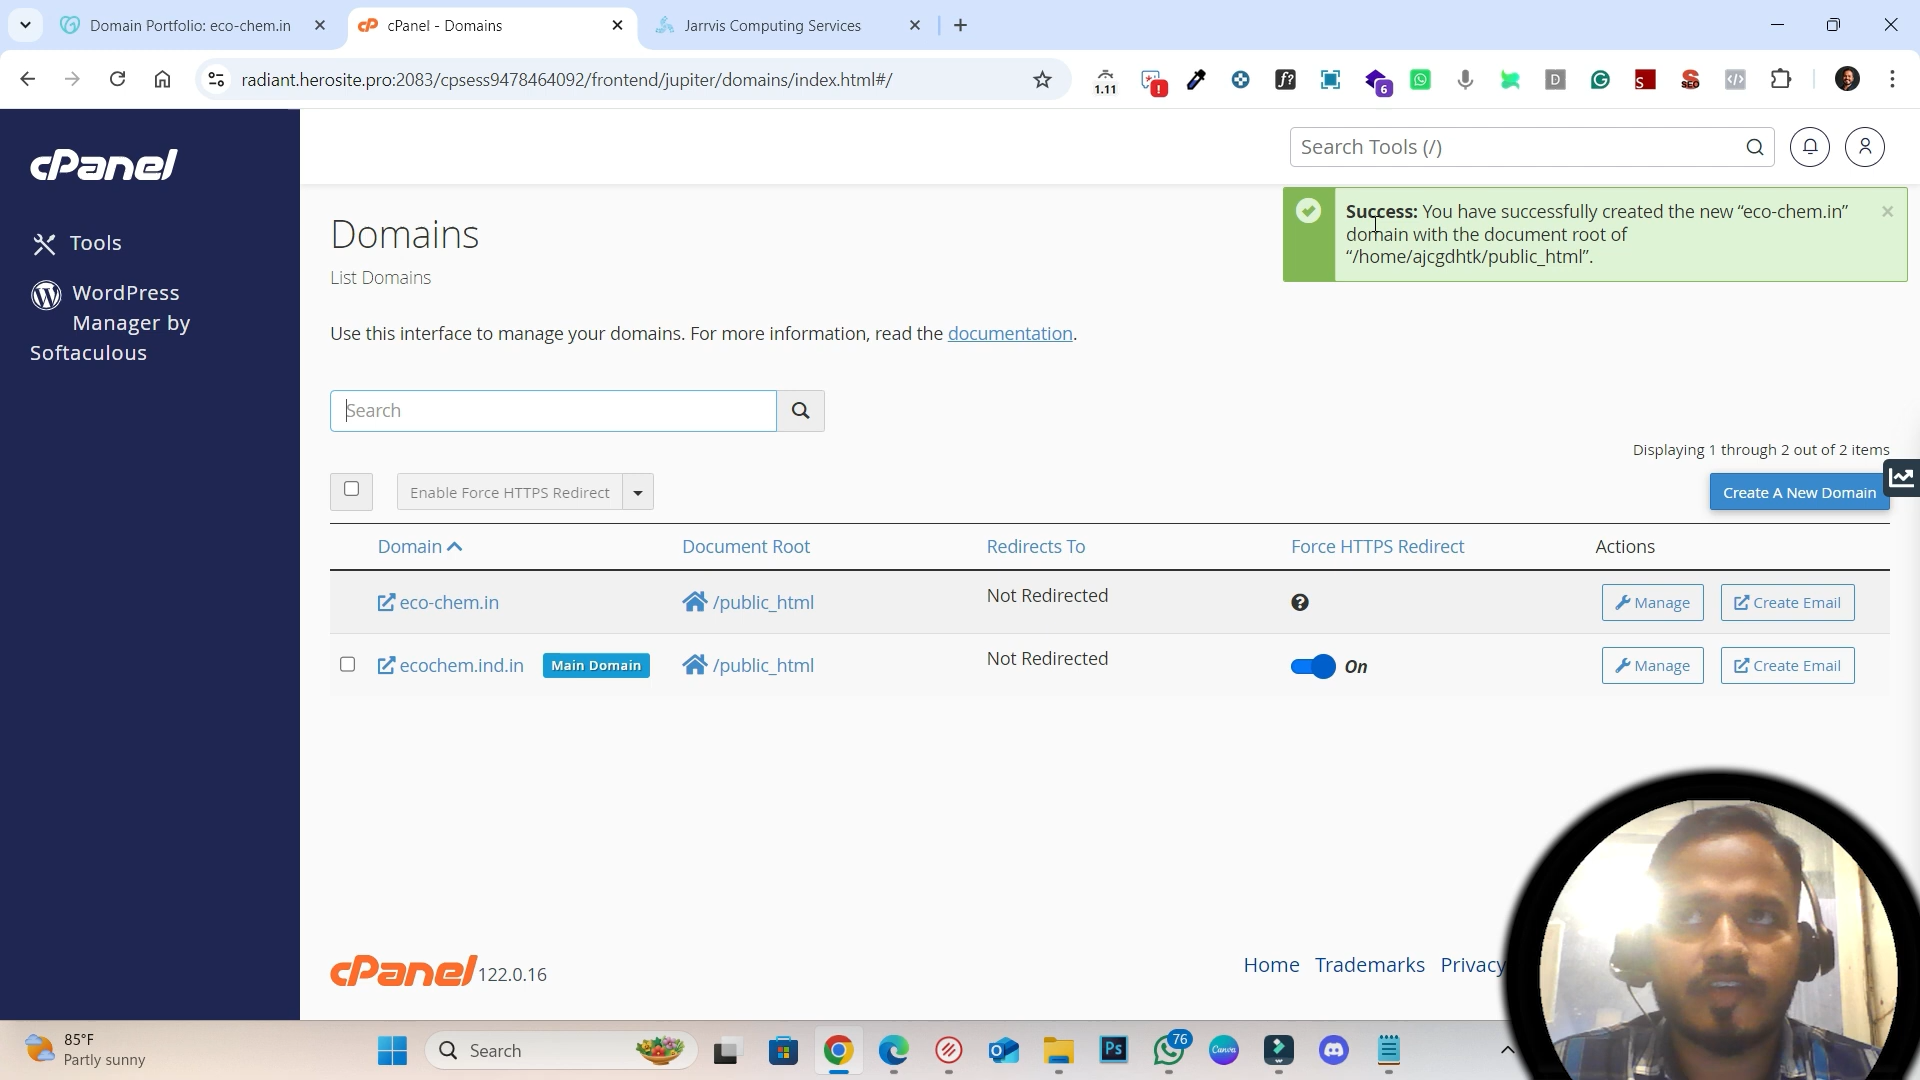 Domain Portfolio: eco-chem.in
cPanel - Domains
Jarrvis Computing Services
radiant.herosite.pro:2083/cpsess9478464092/frontend/jupiter/domains/index.html#/
1.11
!
f?
6
D
S
SEO
cPanel
Search Tools (/)
Tools
WordPress
Manager by
Softaculous
Domains
List Domains
Success: You have successfully created the new “eco-chem.in”
domain with the document root of
“/home/ajcgdhtk/public_html”.
Use this interface to manage your domains. For more information, read the documentation.
Search
Displaying 1 through 2 out of 2 items
Enable Force HTTPS Redirect
Create A New Domain
Domain Document Root Redirects To Force HTTPS Redirect Actions
eco-chem.in /public_html Not Redirected Manage Create Email
ecochem.ind.in Main Domain /public_html Not Redirected On Manage Create Email
cPanel 122.0.16
Home Trademarks Privacy
85°F
Partly sunny
Search
Ps
76
Canva